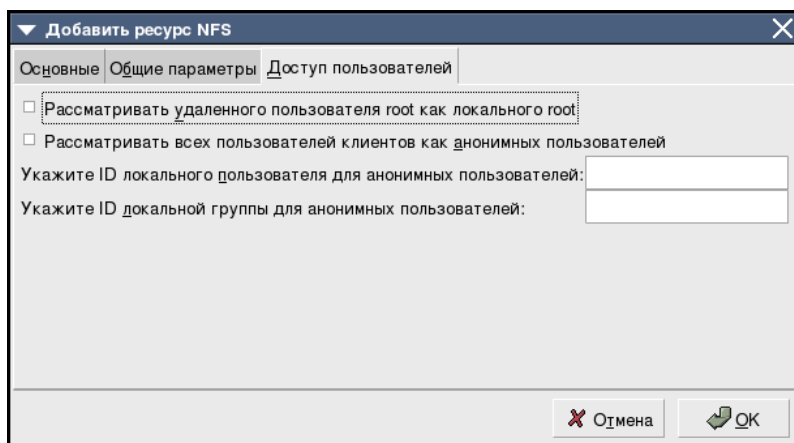 Добавить ресурс NFS
Основные Общие параметры Доступ пользователей
Рассматривать удаленного пользователя root как локального root
Рассматривать всех пользователей клиентов как анонимных пользователей
Укажите ID локального пользователя для анонимных пользователей:
Укажите ID локальной группы для анонимных пользователей:
Отмена OK